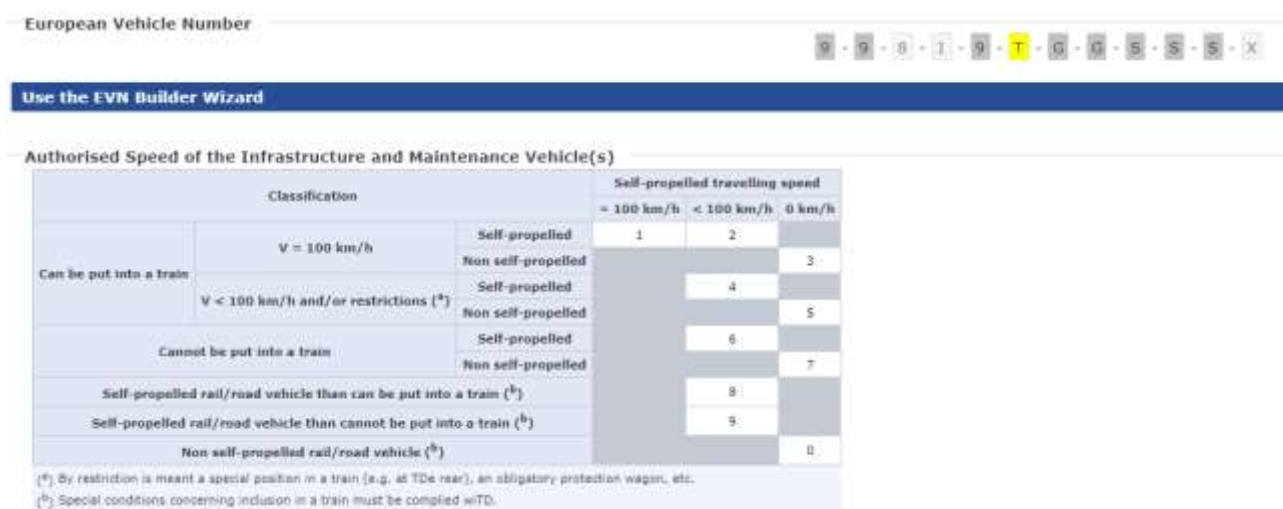 European Vehicle Number
9 - 9 - 8 - I - 9 - T - G - G - S - S - S - X
Use the EVN Builder Wizard
Authorised Speed of the Infrastructure and Maintenance Vehicle(s)
Classification
Self-propelled travelling speed
= 100 km/h < 100 km/h 0 km/h
Can be put into a train
V = 100 km/h
Self-propelled 1 2
Non self-propelled 3
V < 100 km/h and/or restrictions (a)
Self-propelled 4
Non self-propelled 5
Cannot be put into a train
Self-propelled 6
Non self-propelled 7
Self-propelled rail/road vehicle than can be put into a train (b) 8
Self-propelled rail/road vehicle than cannot be put into a train (b) 9
Non self-propelled rail/road vehicle (b) 0
(a) By restriction is meant a special position in a train (e.g. at TDe rear), an obligatory protection wagon, etc.
(b) Special conditions concerning inclusion in a train must be complied wiTD.